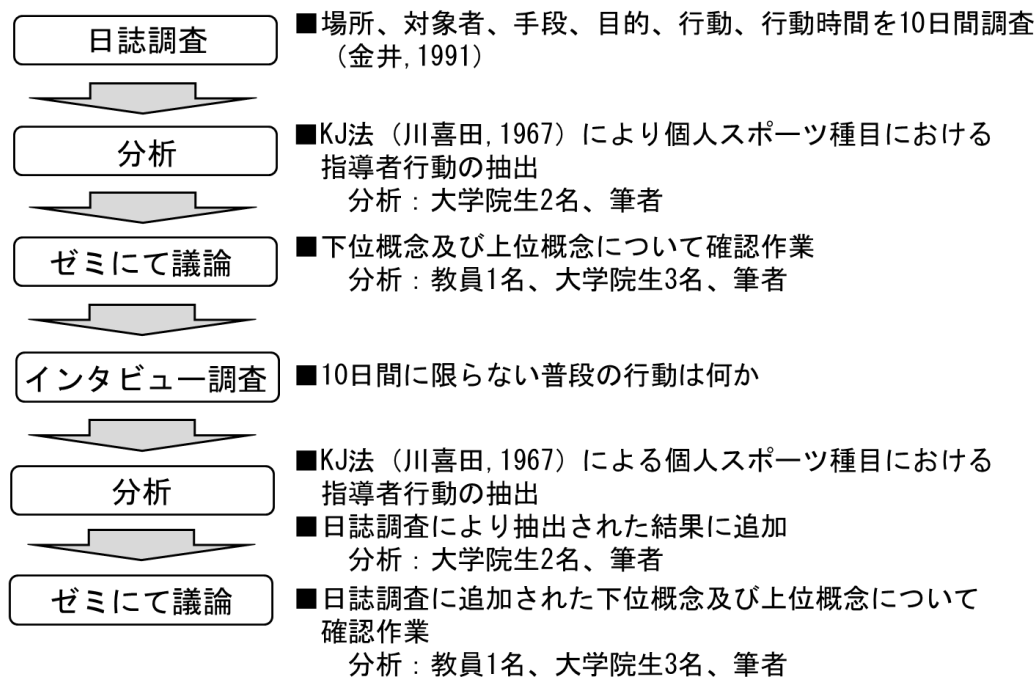 日誌調査
■場所、対象者、手段、目的、行動、行動時間を10日間調査
（金井,1991）
分析
■KJ法（川喜田,1967）により個人スポーツ種目における
指導者行動の抽出
分析：大学院生2名、筆者
ゼミにて議論
■下位概念及び上位概念について確認作業
分析：教員1名、大学院生3名、筆者
インタビュー調査
■10日間に限らない普段の行動は何か
分析
■KJ法（川喜田,1967）による個人スポーツ種目における
指導者行動の抽出
■日誌調査により抽出された結果に追加
分析：大学院生2名、筆者
ゼミにて議論
■日誌調査に追加された下位概念及び上位概念について
確認作業
分析：教員1名、大学院生3名、筆者